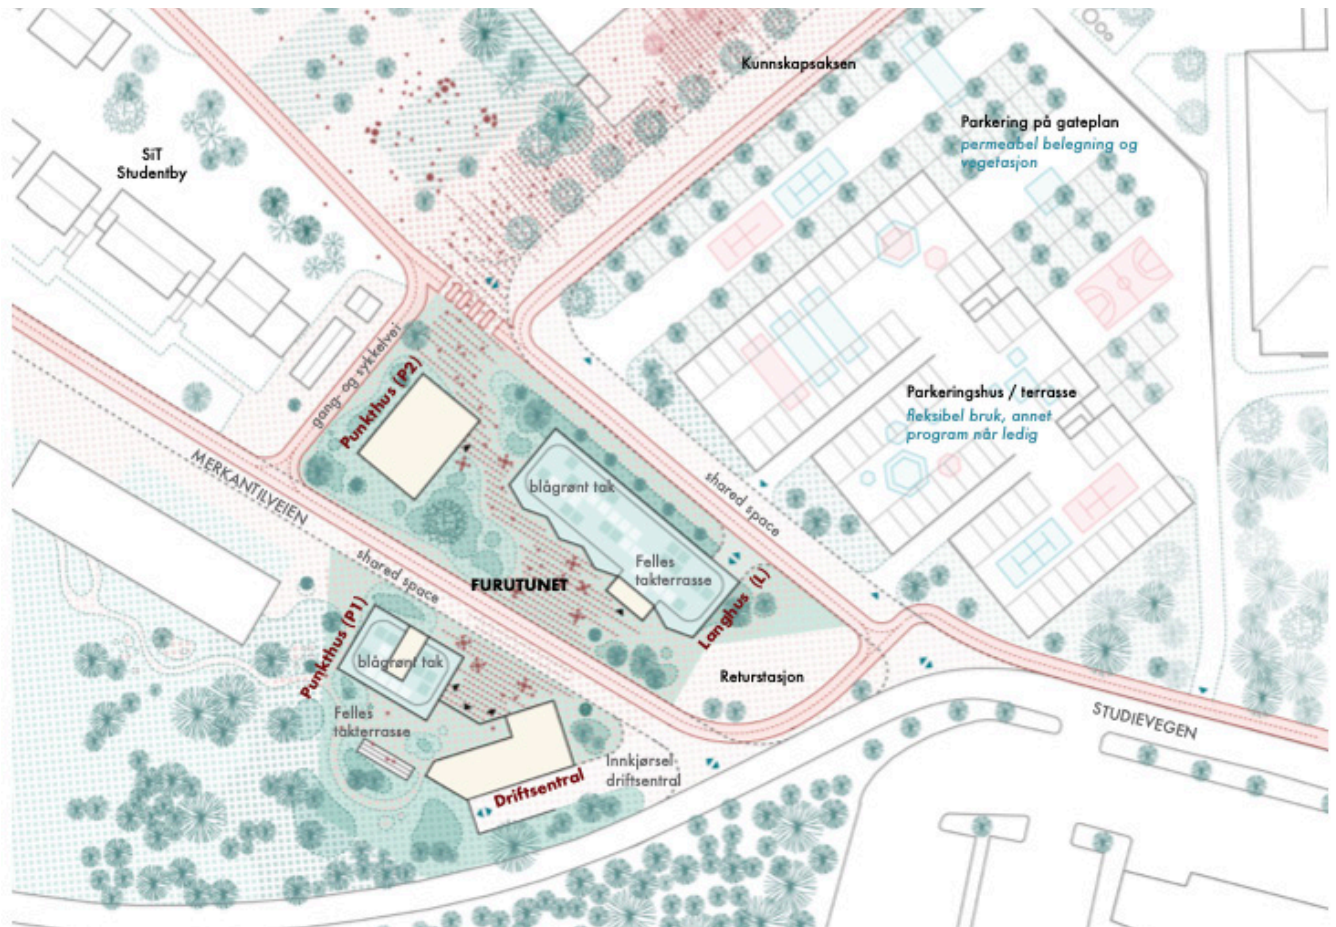 Kunnskapsaksen
Parkering på gateplan
permeabel belegning og
vegetasjon
SiT
Studentby
gang- og sykkelvei
Punkthus (P2)
Parkeringshus / terrasse
fleksibel bruk, annet
program når ledig
MERKANTILVEIEN
shared space
blågrønt tak
Felles
takterrasse
shared space
FURUTUNET
Langhus (L)
Punkthus (P1)
blågrønt tak
Felles
takterrasse
Returstasjon
STUDIEVEGEN
Innkjørsel
driftsentral
Driftsentral